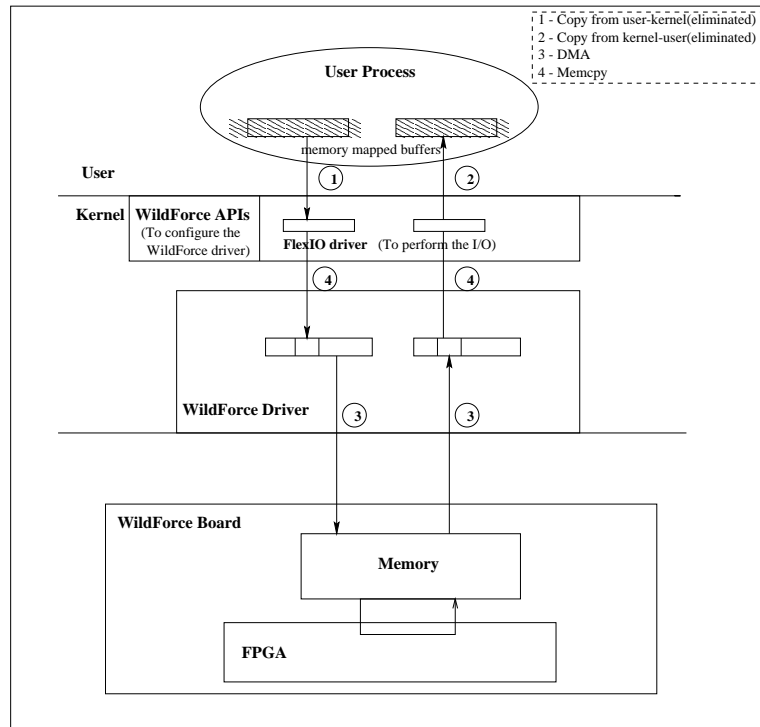 1 - Copy from user-kernel(eliminated)
2 - Copy from kernel-user(eliminated)
3 - DMA
4 - Memcpy
User Process
memory mapped buffers
User
1
2
Kernel
WildForce APIs
(To configure the
WildForce driver)
FlexIO driver
(To perform the I/O)
4
4
WildForce Driver
3
3
WildForce Board
Memory
FPGA